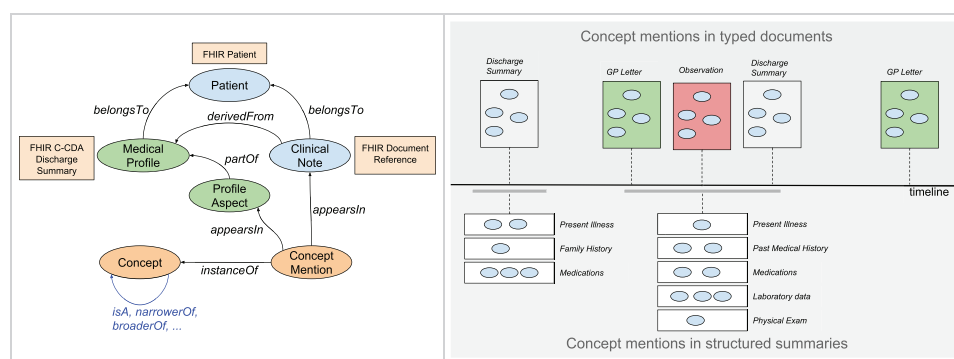 FHIR Patient
Patient
belongsTo
belongsTo
derivedFrom
FHIR C-CDA
Discharge
Summary
Medical
Profile
Clinical
Note
FHIR Document
Reference
partOf
Profile
Aspect
appearsIn
appearsIn
Concept
instanceOf
Concept
Mention
isA, narrowerOf,
broaderOf, ...
Concept mentions in typed documents
Discharge
Summary
GP Letter
Observation
Discharge
Summary
GP Letter
timeline
Present Illness
Family History
Medications
Present Illness
Past Medical History
Medications
Laboratory data
Physical Exam
Concept mentions in structured summaries